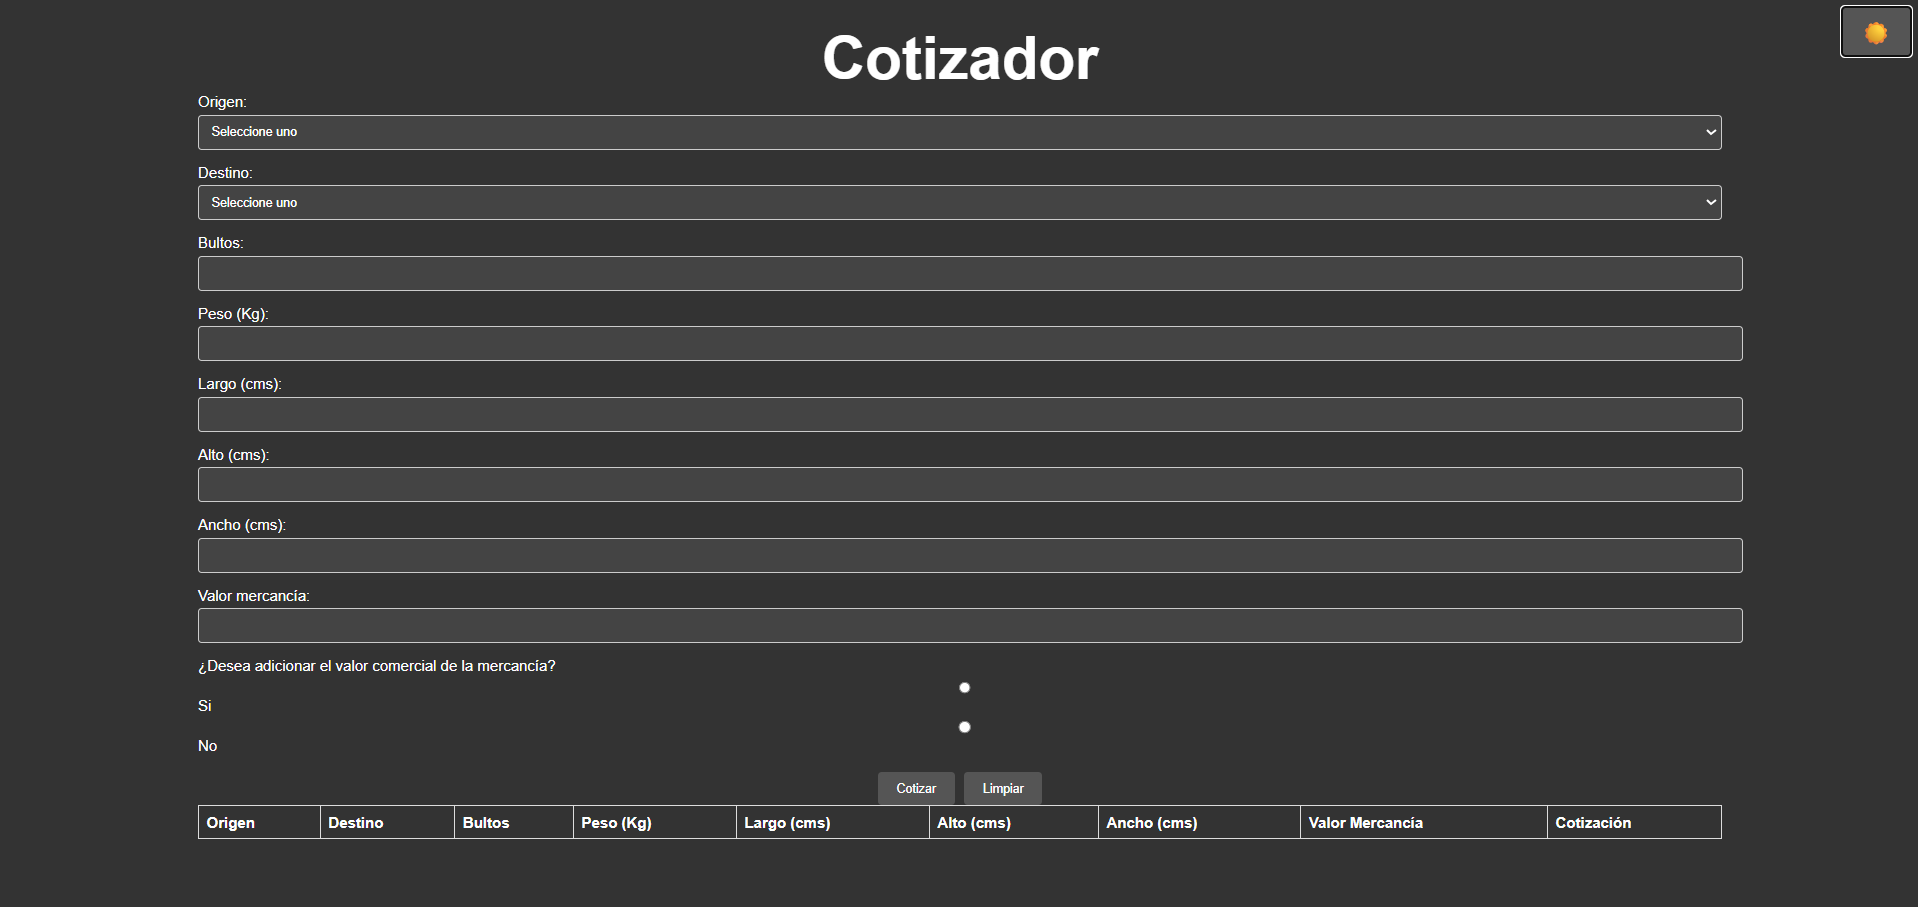 Cotizador
Origen:
Seleccione uno
Destino:
Seleccione uno
Bultos:
Peso (Kg):
Largo (cms):
Alto (cms):
Ancho (cms):
Valor mercancía:
¿Desea adicionar el valor comercial de la mercancía?
Si
No
Cotizar Limpiar
Origen Destino Bultos Peso (Kg) Largo (cms) Alto (cms) Ancho (cms) Valor Mercancía Cotización